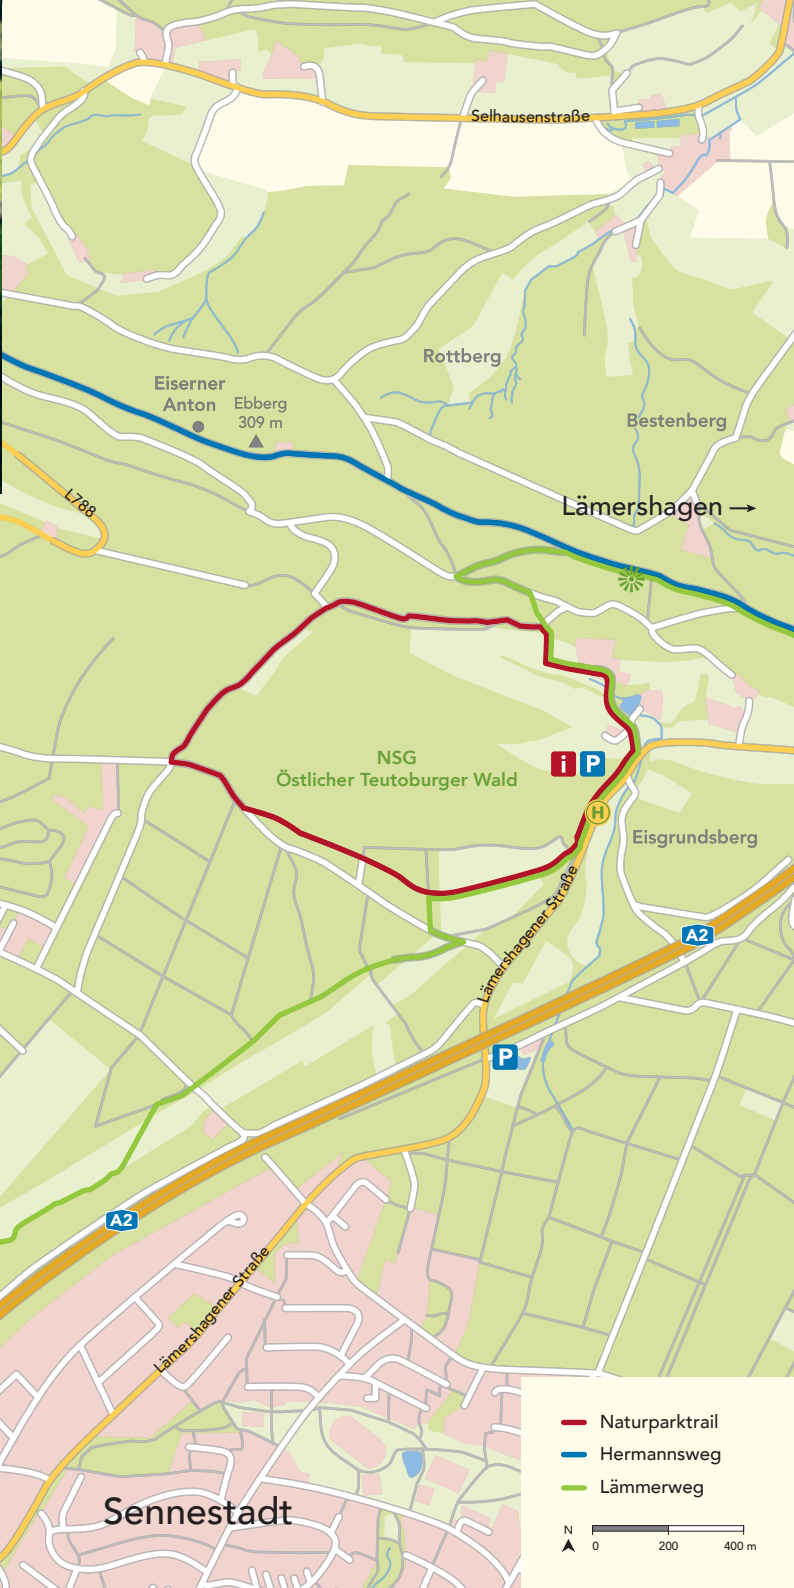 Selhausenstraße
Rottberg
Eiserner
Anton
Ebberg
309 m
Bestenberg
L788
Lämershagen →
NSG
Östlicher Teutoburger Wald
i P
H
Eisgrundsberg
Lämershagener Straße
A2
P
A2
Lämershagener Straße
Sennestadt
Naturparktrail
Hermannsweg
Lämmerweg
N
0 200 400 m